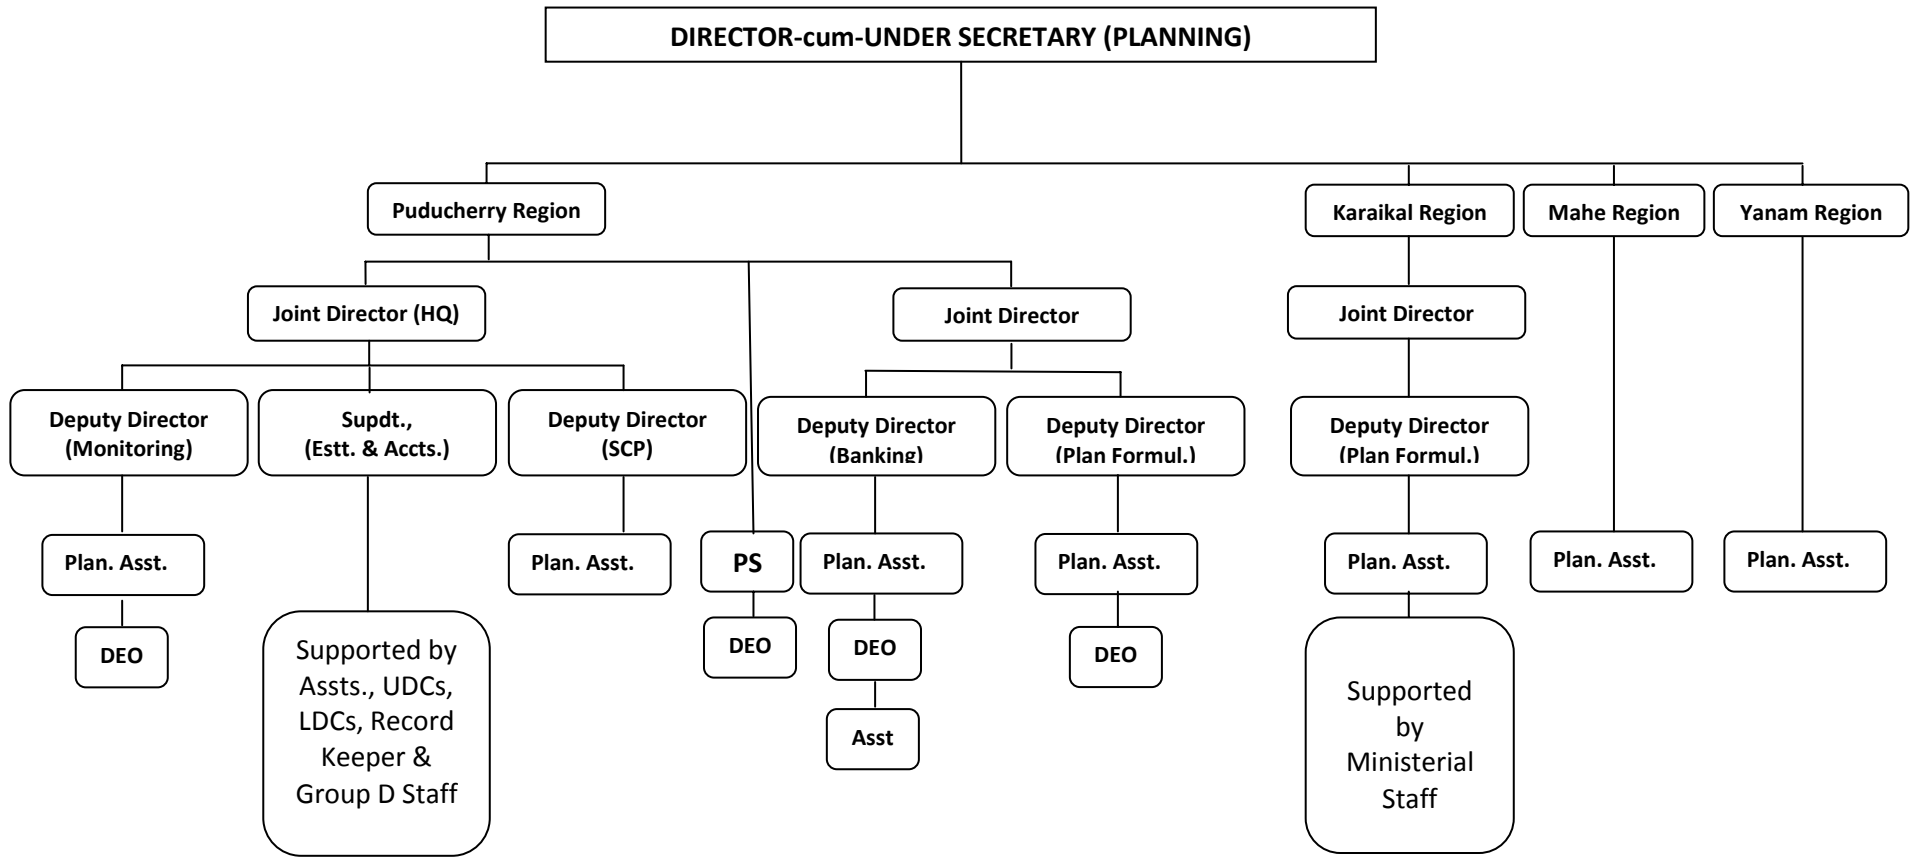 DIRECTOR-cum-UNDER SECRETARY (PLANNING)
Puducherry Region
Karaikal Region
Mahe Region
Yanam Region
Joint Director (HQ)
Joint Director
Joint Director
Deputy Director
(Monitoring)
Supdt.,
(Estt. & Accts.)
Deputy Director
(SCP)
Deputy Director
(Banking)
Deputy Director
(Plan Formul.)
Deputy Director
(Plan Formul.)
Plan. Asst.
Plan. Asst.
PS
Plan. Asst.
Plan. Asst.
Plan. Asst.
Plan. Asst.
Plan. Asst.
DEO
Supported by
Assts., UDCs,
LDCs, Record
Keeper &
Group D Staff
DEO
DEO
DEO
Asst
Supported
by
Ministerial
Staff